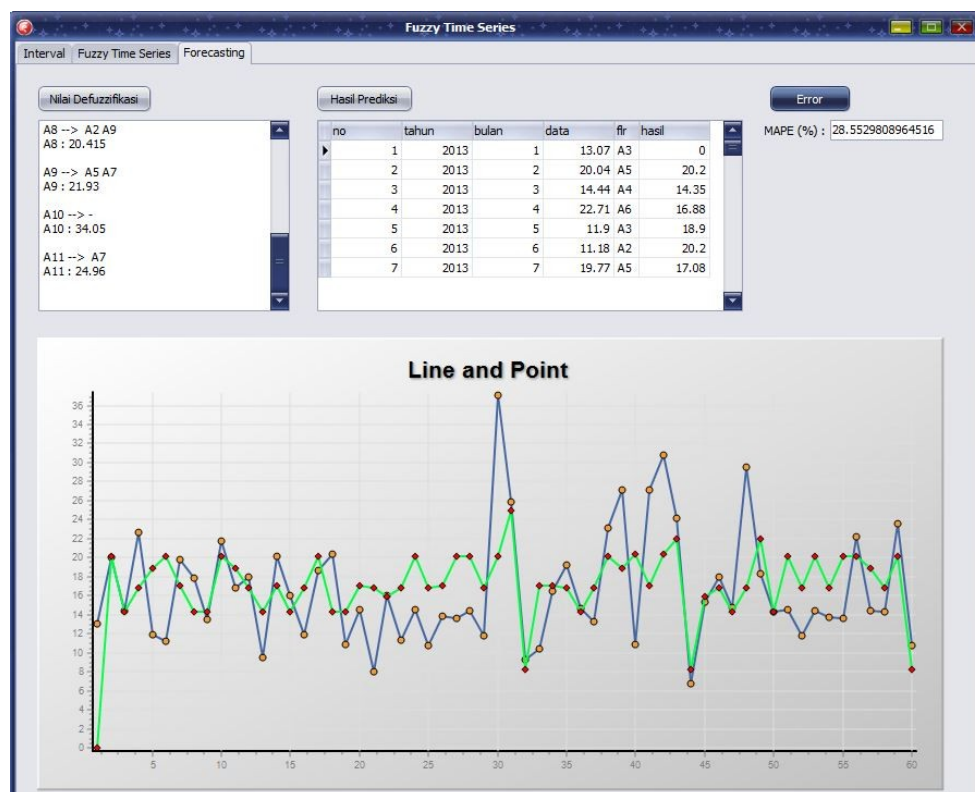 Fuzzy Time Series
Interval Fuzzy Time Series Forecasting
Nilai Defuzzifikasi
A8 --> A2 A9
A8 : 20.415
A9 --> A5 A7
A9 : 21.93
A10 --> -
A10 : 34.05
A11 --> A7
A11 : 24.96
Hasil Prediksi
no tahun bulan data flr hasil
1 2013 1 13.07 A3 0
2 2013 2 20.04 A5 20.2
3 2013 3 14.44 A4 14.35
4 2013 4 22.71 A6 16.88
5 2013 5 11.9 A3 18.9
6 2013 6 11.18 A2 20.2
7 2013 7 19.77 A5 17.08
Error
MAPE (%) : 28.5529808964516
Line and Point
36
34
32
30
28
26
24
22
20
18
16
14
12
10
8
6
4
2
0
5 10 15 20 25 30 35 40 45 50 55 60